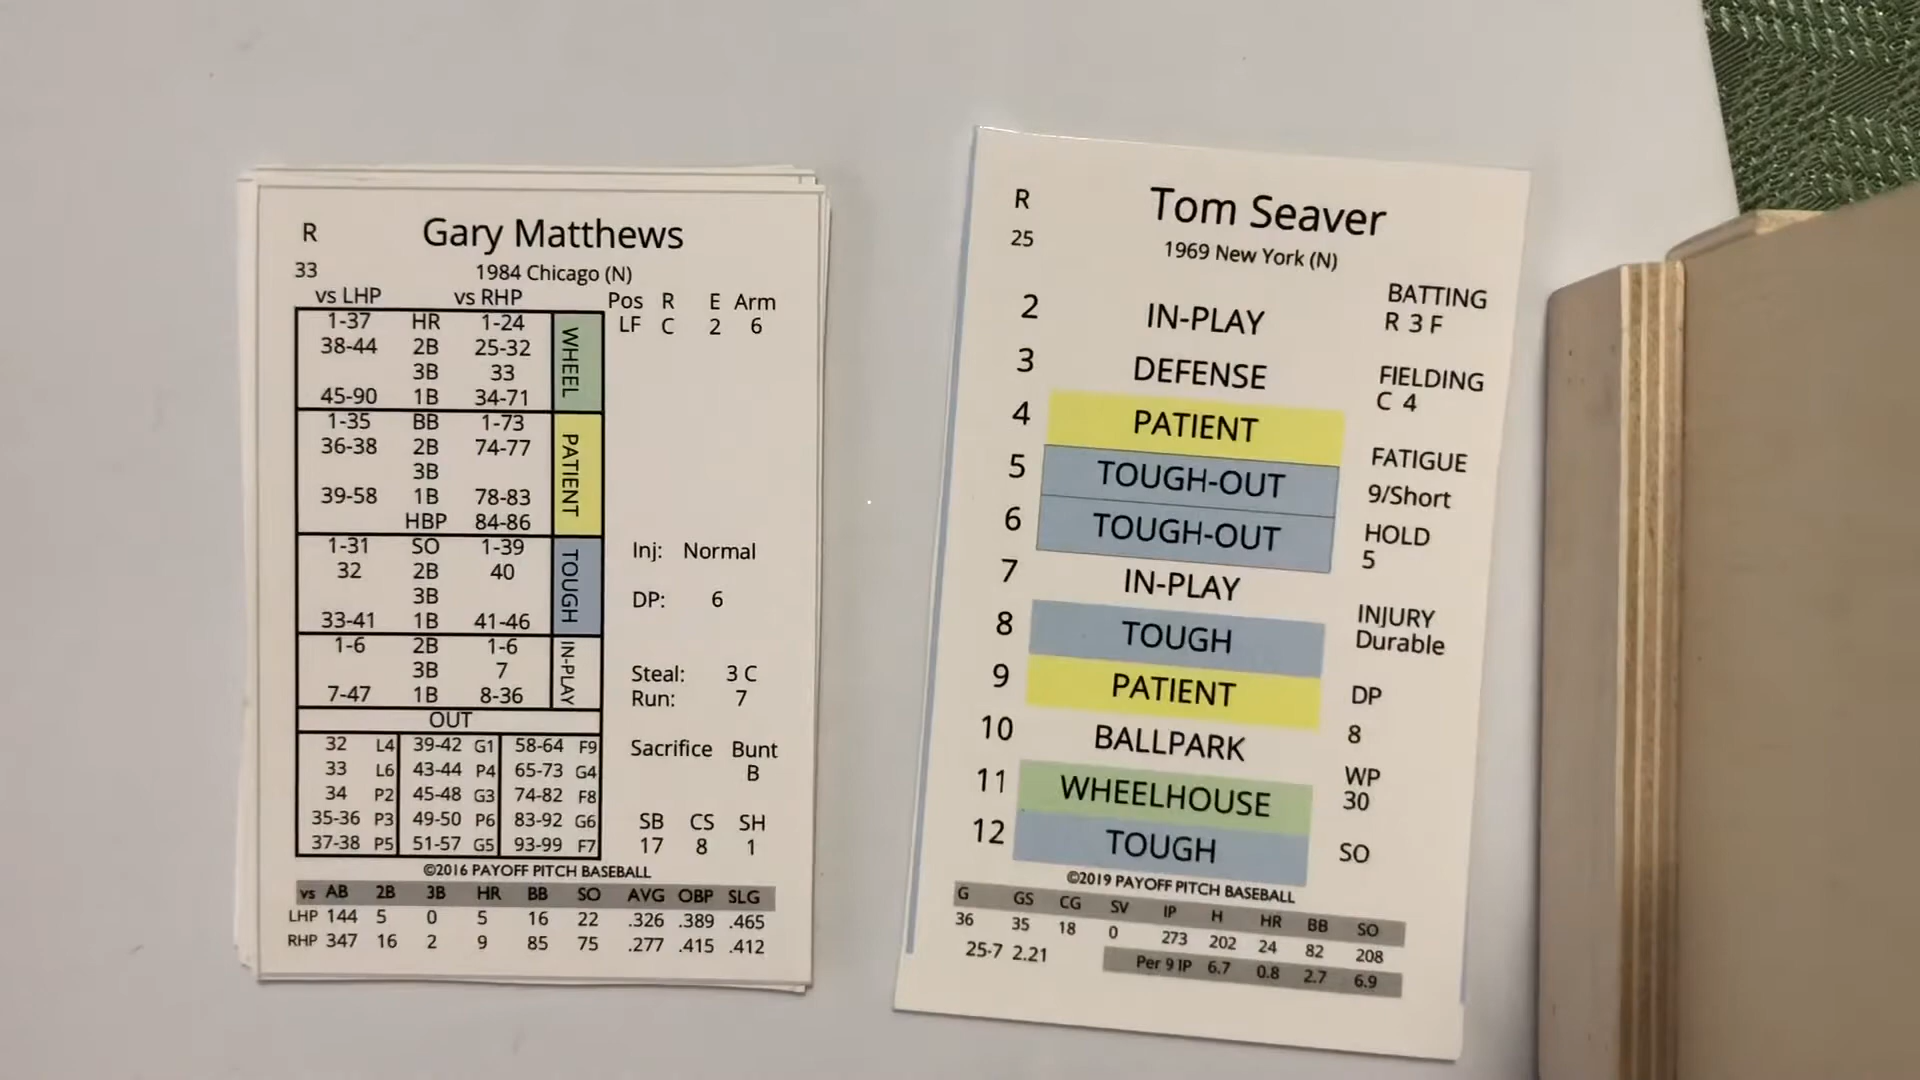 R Gary Matthews
33 1984 Chicago (N)
vs LHP vs RHP Pos R E Arm
1-37 HR 1-24 LF C 2 6
38-44 2B 25-32
3B 33
45-90 1B 34-71
WHEEL
1-35 BB 1-73
36-38 2B 74-77
3B
39-58 1B 78-83
HBP 84-86
PATIENT
1-31 SO 1-39
32 2B 40
3B
33-41 1B 41-46
TOUGH
1-6 2B 1-6
3B 7
7-47 1B 8-36
IN-PLAY
Inj: Normal
DP: 6
Steal: 3 C
Run: 7
Sacrifice Bunt
B
SB CS SH
17 8 1
OUT
32 L4 39-42 G1 58-64 F9
33 L6 43-44 P4 65-73 G4
34 P2 45-48 G3 74-82 F8
35-36 P3 49-50 P6 83-92 G6
37-38 P5 51-57 G5 93-99 F7
©2016 PAYOFF PITCH BASEBALL
vs AB 2B 3B HR BB SO AVG OBP SLG
LHP 144 5 0 5 16 22 .326 .389 .465
RHP 347 16 2 9 85 75 .277 .415 .412
R Tom Seaver
25 1969 New York (N)
2 IN-PLAY
3 DEFENSE
4 PATIENT
5 TOUGH-OUT
6 TOUGH-OUT
7 IN-PLAY
8 TOUGH
9 PATIENT
10 BALLPARK
11 WHEELHOUSE
12 TOUGH
BATTING
R 3 F
FIELDING
C 4
FATIGUE
9/Short
HOLD
5
INJURY
Durable
DP
8
WP
30
SO
©2019 PAYOFF PITCH BASEBALL
G GS CG SV IP H HR BB SO
36 35 18 0 273 202 24 82 208
25-7 2.21 Per 9 IP 6.7 0.8 2.7 6.9